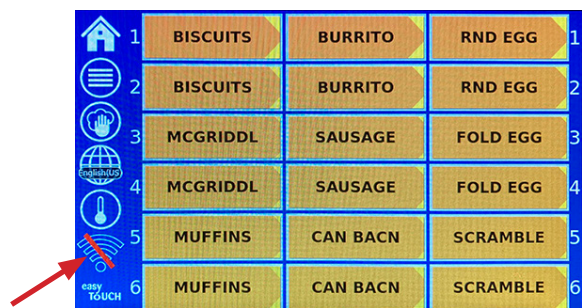 1 BISCUITS BURRITO RND EGG 1
2 BISCUITS BURRITO RND EGG 2
3 MCGRIDDL SAUSAGE FOLD EGG 3
English(US)
4 MCGRIDDL SAUSAGE FOLD EGG 4
5 MUFFINS CAN BACN SCRAMBLE 5
6 MUFFINS CAN BACN SCRAMBLE 6
easy
TOUCH